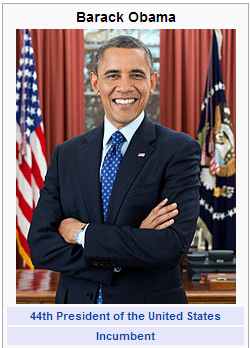 Barack Obama
44th President of the United States
Incumbent